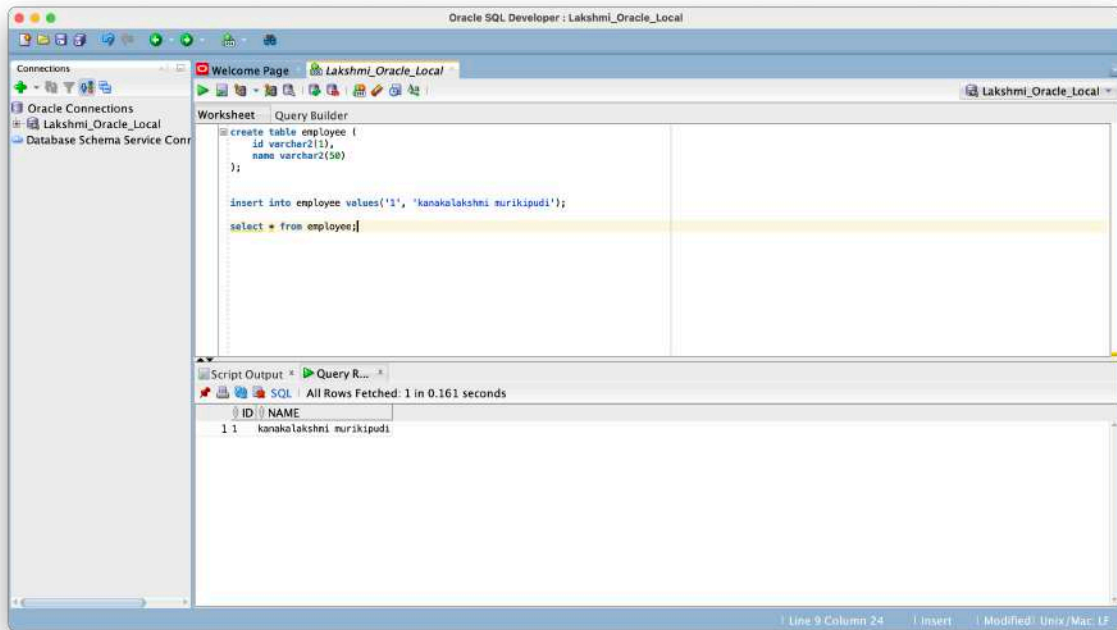 Oracle SQL Developer : Lakshmi_Oracle_Local
Connections
Oracle Connections
Lakshmi_Oracle_Local
Database Schema Service Conr
Welcome Page
Lakshmi_Oracle_Local
Lakshmi_Oracle_Local
Worksheet Query Builder
create table employee (
id varchar2(1),
name varchar2(50)
);
insert into employee values('1', 'kanakalakshmi murikipudi');
select * from employee;
Script Output Query R...
SQL All Rows Fetched: 1 in 0.161 seconds
ID NAME
1 1 kanakalakshmi murikipudi
Line 9 Column 24 Insert Modified Unix/Mac: LF